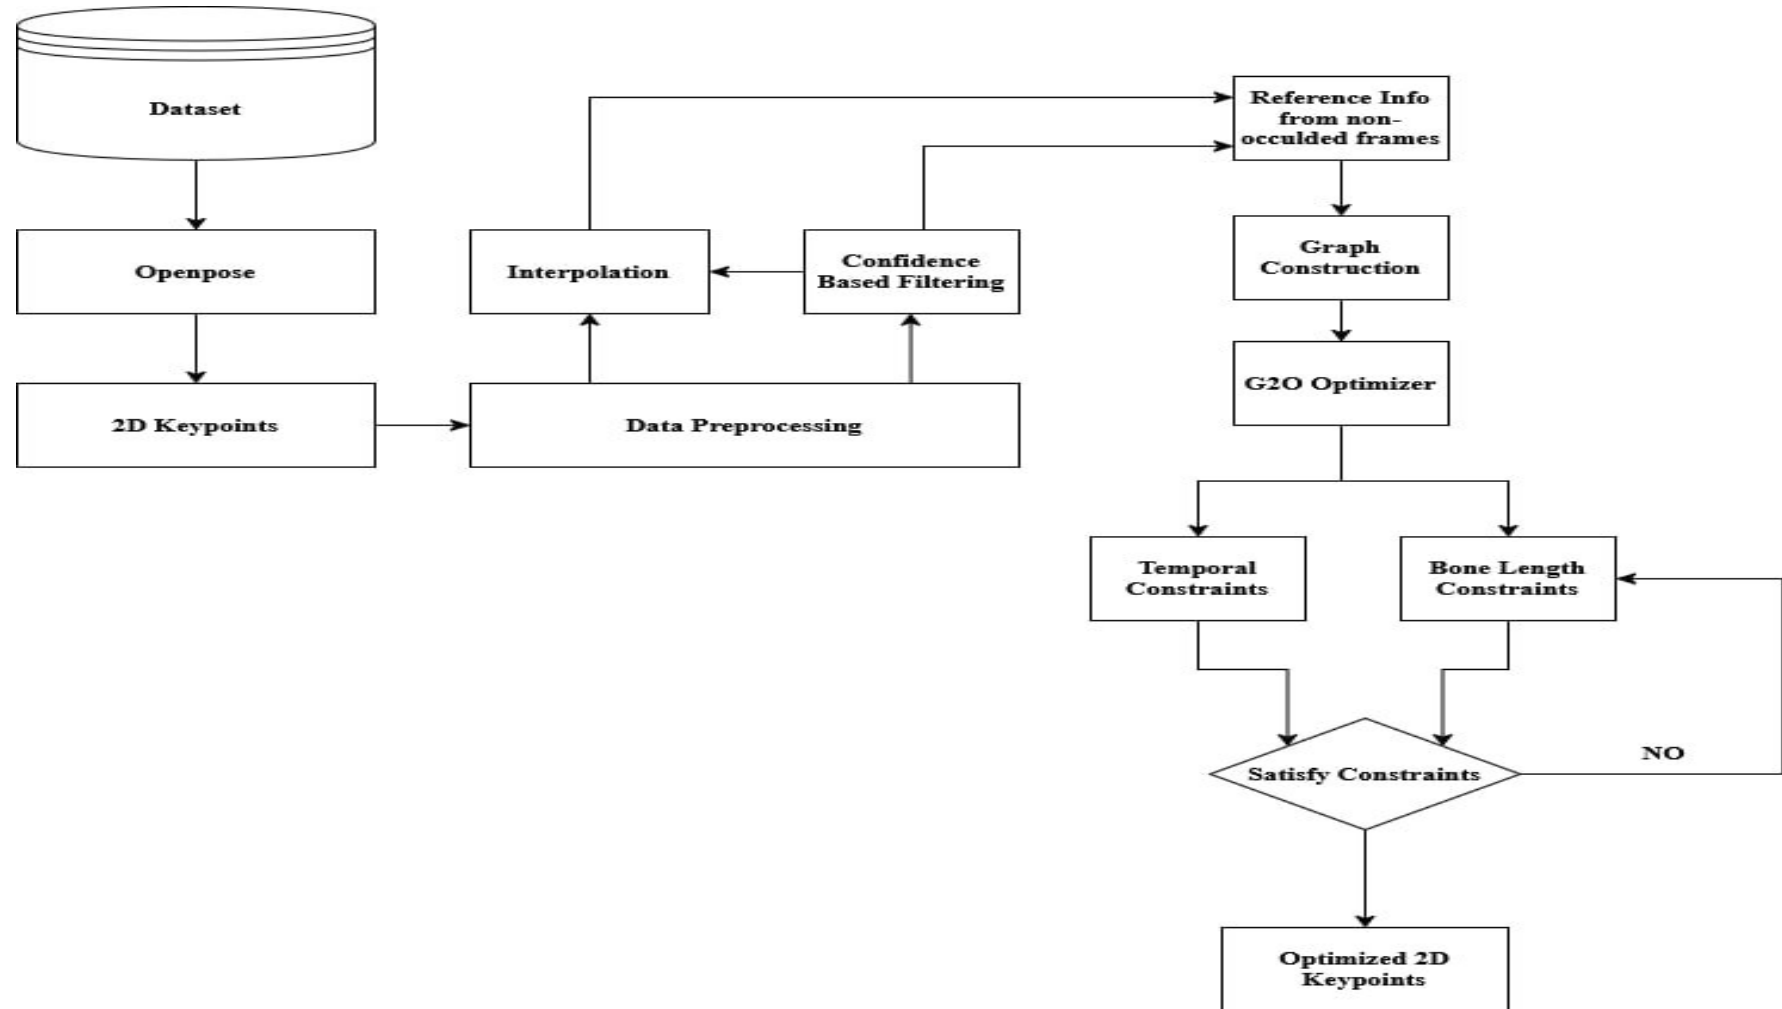 Dataset
Openpose
2D Keypoints
Data Preprocessing
Interpolation
Confidence
Based Filtering
Reference Info
from non-
occulded frames
Graph
Construction
G2O Optimizer
Temporal
Constraints
Bone Length
Constraints
Satisfy Constraints
NO
Optimized 2D
Keypoints